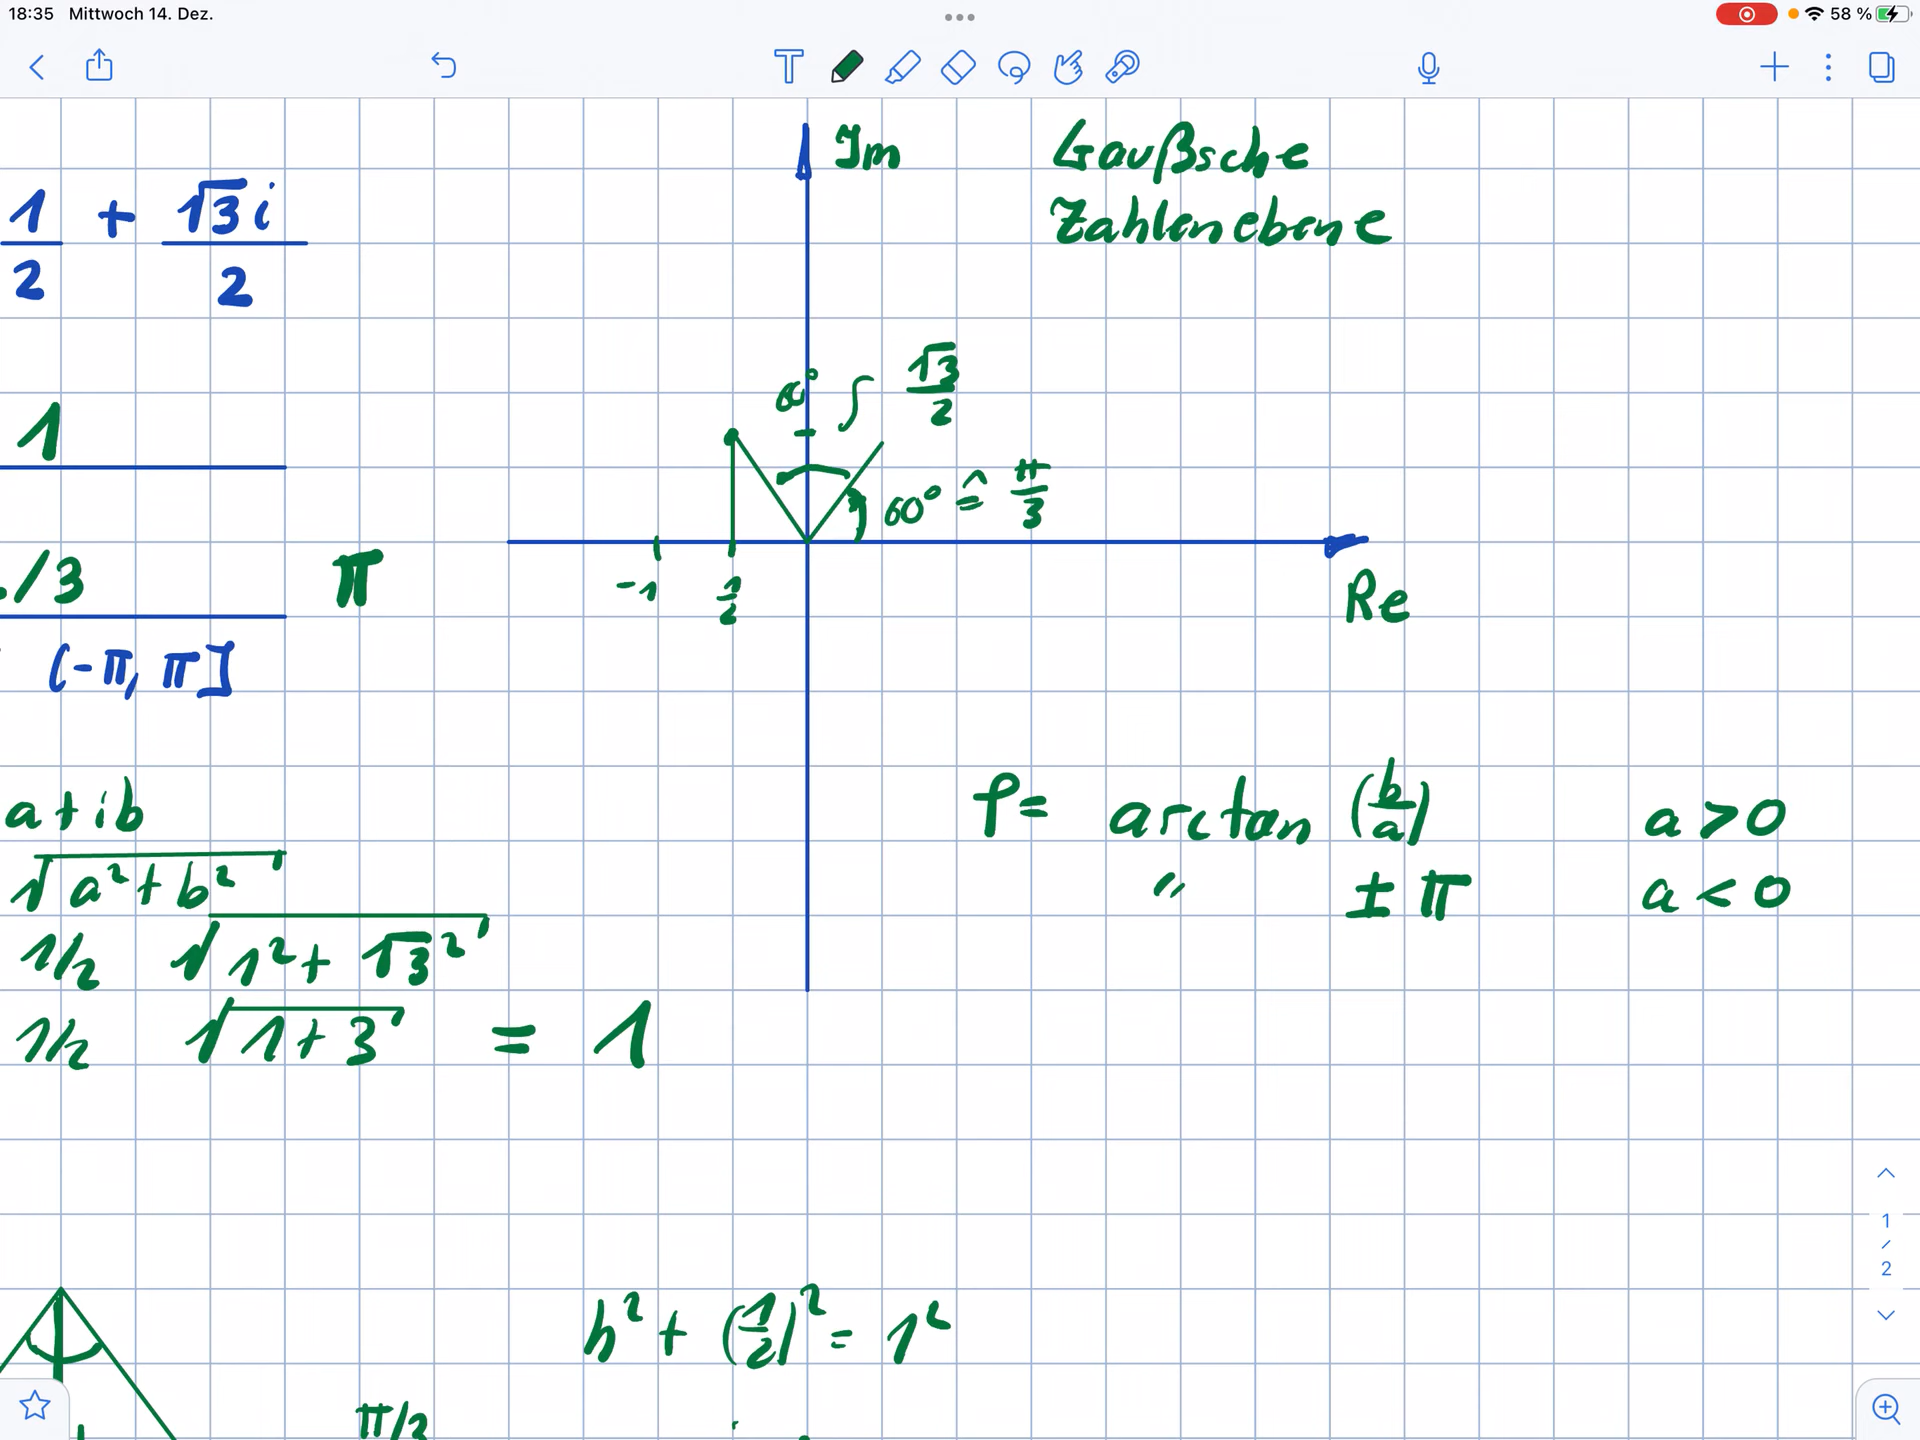 18:35 Mittwoch 14. Dez. 58 %
T
Im
Gaußsche
Zahlenebene
1/2 + √3i/2
60°
√3/2
1
60° ≙ π/3
-1
1/2
Re
/3
π
(-π, π]
a+ib
√(a²+b²)
1/2 √(1²+√3²)
1/2 √(1+3) = 1
φ= arctan (b/a) a>0
〃 ± π a<0
h² + (1/2)² = 1²
π/3
1
/
2